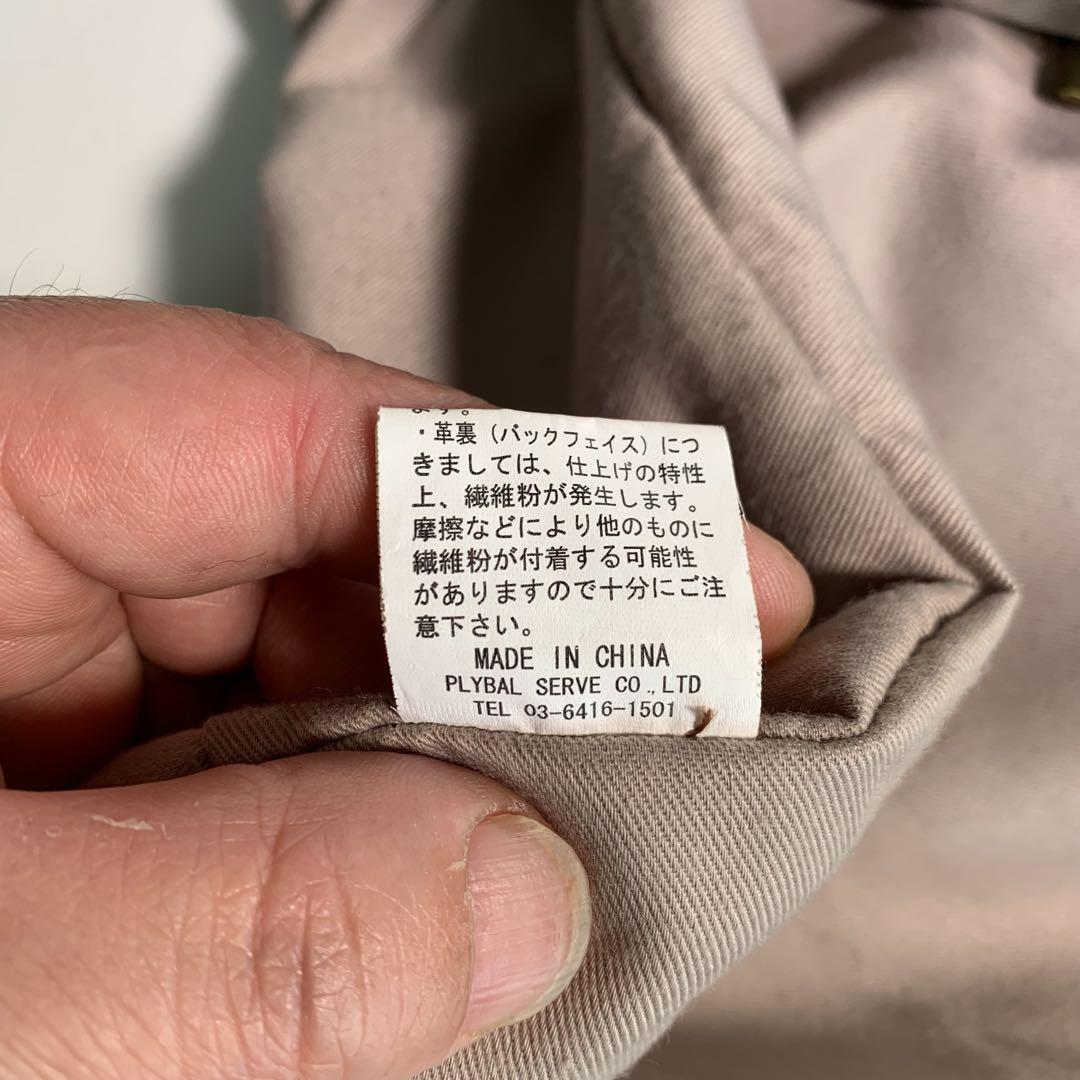 ます。
・革裏（バックフェイス）につ
きましては、仕上げの特性
上、繊維粉が発生します。
摩擦などにより他のものに
繊維粉が付着する可能性
がありますので十分にご注
意下さい。
MADE IN CHINA
PLYBAL SERVE CO.,LTD
TEL 03-6416-1501